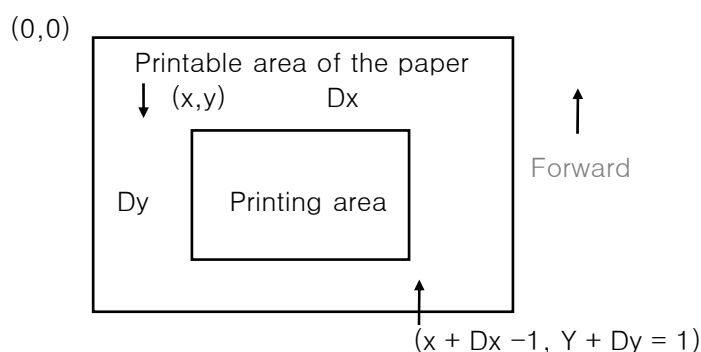 (0,0)
Printable area of the paper
(x,y)
Dx
Forward
Dy
Printing area
(x + Dx −1, Y + Dy = 1)